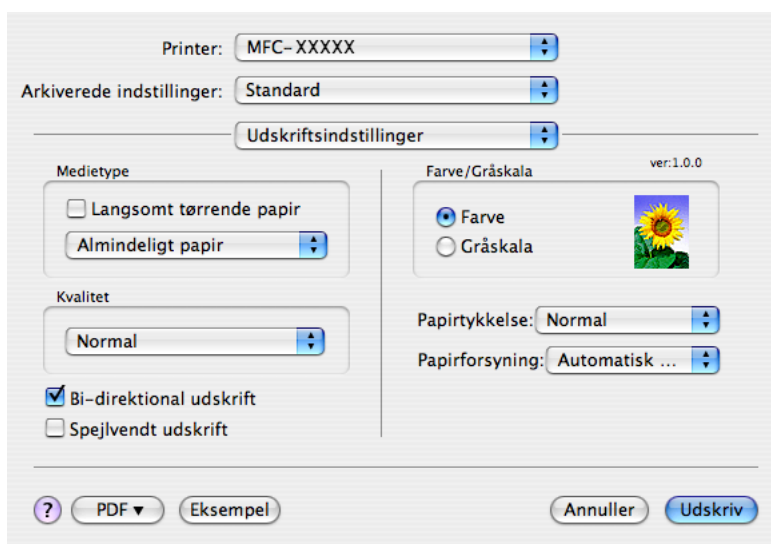 Printer: MFC-XXXXX
Arkiverede indstillinger: Standard
Udskriftsindstillinger
Medietype
Langsomt tørrende papir
Almindeligt papir
Kvalitet
Normal
Bi-direktional udskrift
Spejlvendt udskrift
Farve/Gråskala
ver:1.0.0
Farve
Gråskala
Papirtykkelse: Normal
Papirforsyning: Automatisk ...
? PDF▼ Eksempel Annuller Udskriv